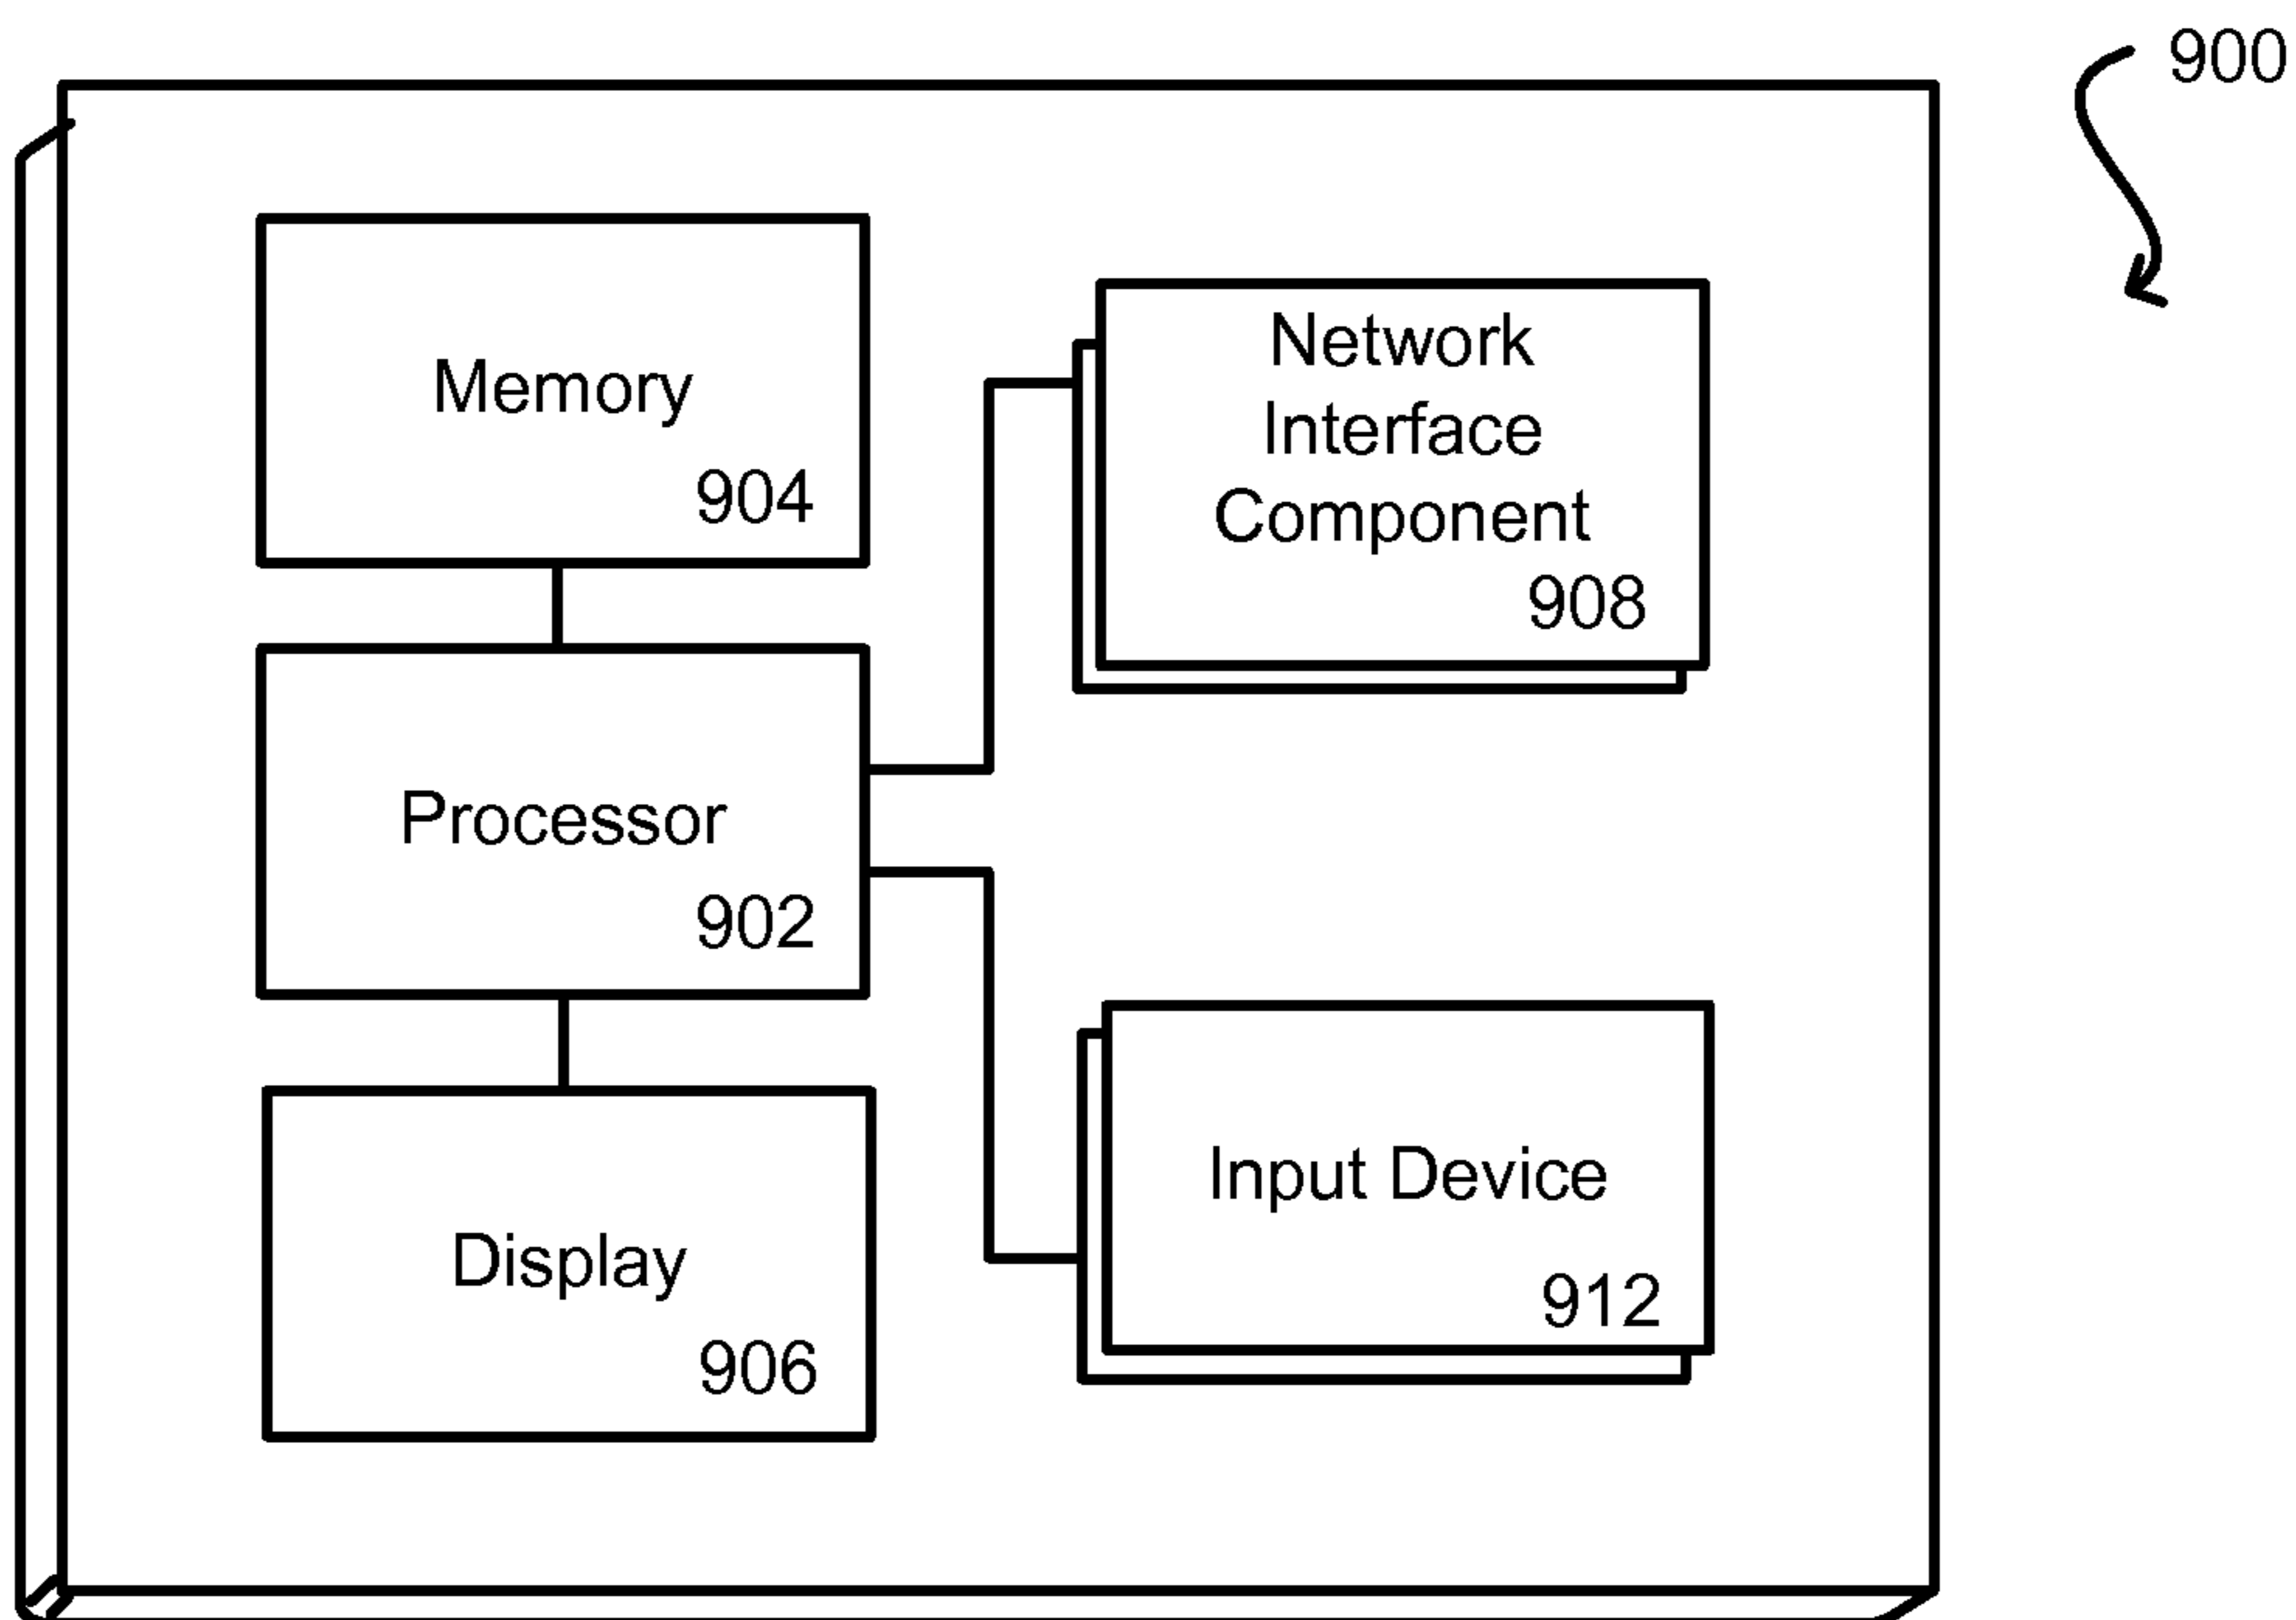 900
Memory
904
Network
Interface
Component
908
Processor
902
Input Device
912
Display
906